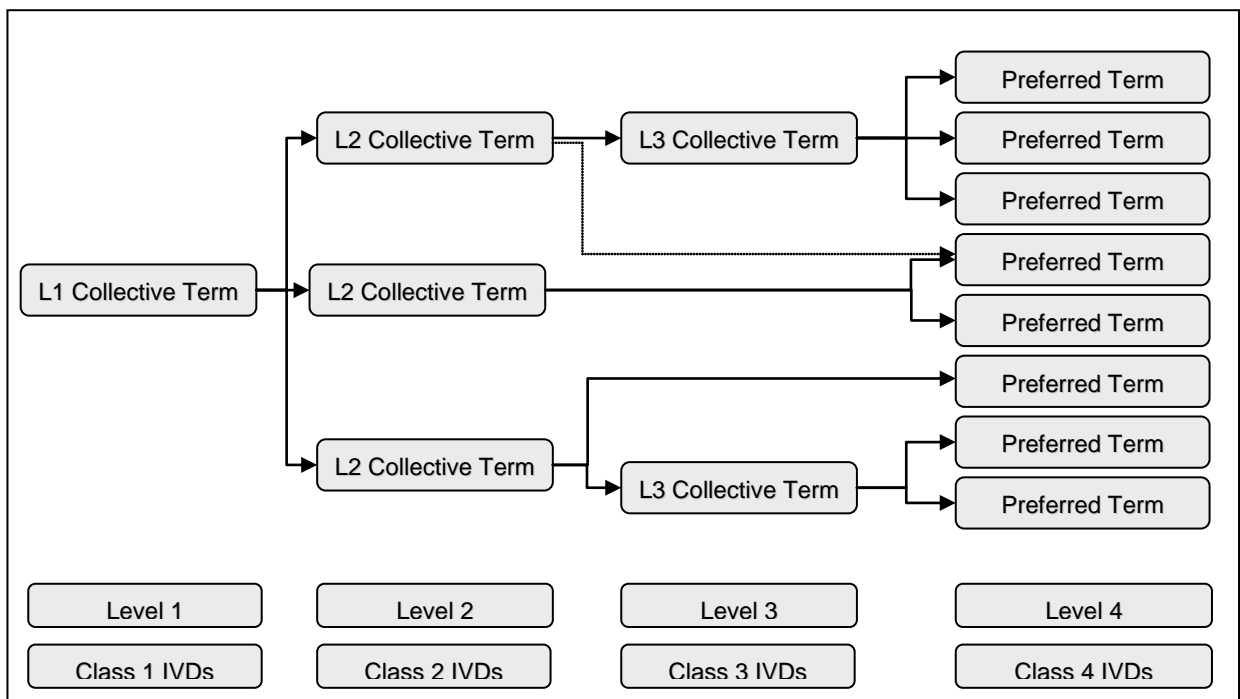 Preferred Term
L2 Collective Term
L3 Collective Term
Preferred Term
Preferred Term
Preferred Term
L1 Collective Term
L2 Collective Term
Preferred Term
Preferred Term
L2 Collective Term
Preferred Term
L3 Collective Term
Preferred Term
Level 1
Level 2
Level 3
Level 4
Class 1 IVDs
Class 2 IVDs
Class 3 IVDs
Class 4 IVDs